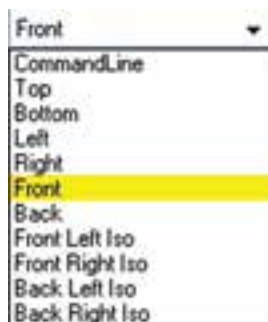 Front
CommandLine
Top
Bottom
Left
Right
Front
Back
Front Left Iso
Front Right Iso
Back Left Iso
Back Right Iso